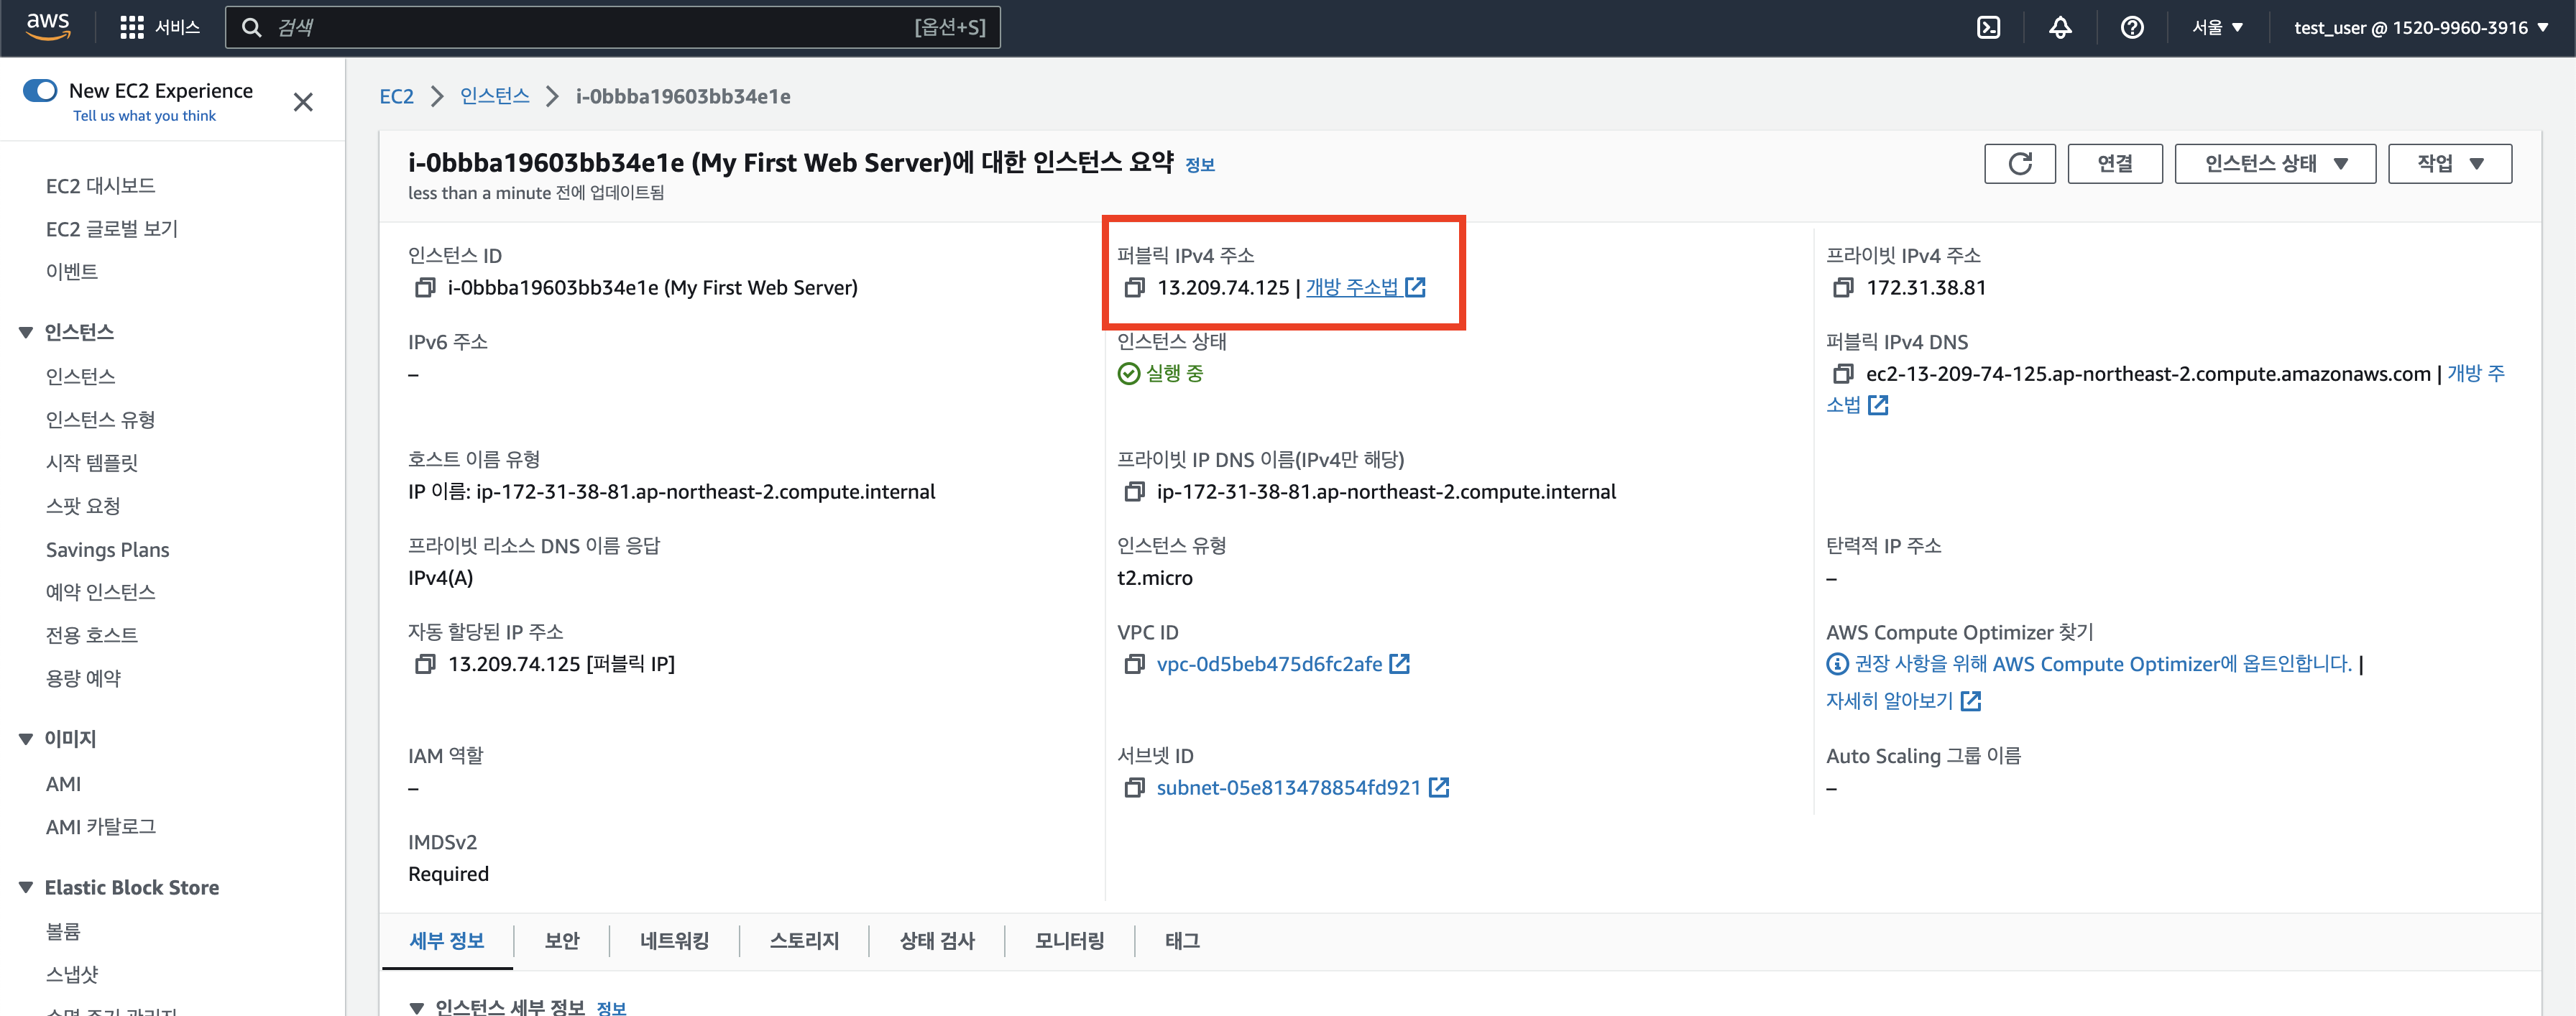 aws
서비스
검색
[옵션+S]
서울 ▼
test_user @ 1520-9960-3916 ▼
New EC2 Experience
Tell us what you think
EC2 대시보드
EC2 글로벌 보기
이벤트
▼ 인스턴스
인스턴스
인스턴스 유형
시작 템플릿
스팟 요청
Savings Plans
예약 인스턴스
전용 호스트
용량 예약
▼ 이미지
AMI
AMI 카탈로그
▼ Elastic Block Store
볼륨
스냅샷
EC2 > 인스턴스 > i-0bbba19603bb34e1e
i-0bbba19603bb34e1e (My First Web Server)에 대한 인스턴스 요약 정보
less than a minute 전에 업데이트됨
연결
인스턴스 상태 ▼
작업 ▼
인스턴스 ID
i-0bbba19603bb34e1e (My First Web Server)
퍼블릭 IPv4 주소
13.209.74.125 | 개방 주소법
프라이빗 IPv4 주소
172.31.38.81
IPv6 주소
–
인스턴스 상태
실행 중
퍼블릭 IPv4 DNS
ec2-13-209-74-125.ap-northeast-2.compute.amazonaws.com | 개방 주
소법
호스트 이름 유형
IP 이름: ip-172-31-38-81.ap-northeast-2.compute.internal
프라이빗 IP DNS 이름(IPv4만 해당)
ip-172-31-38-81.ap-northeast-2.compute.internal
프라이빗 리소스 DNS 이름 응답
IPv4(A)
인스턴스 유형
t2.micro
탄력적 IP 주소
–
자동 할당된 IP 주소
13.209.74.125 [퍼블릭 IP]
VPC ID
vpc-0d5beb475d6fc2afe
AWS Compute Optimizer 찾기
권장 사항을 위해 AWS Compute Optimizer에 옵트인합니다. |
자세히 알아보기
IAM 역할
–
서브넷 ID
subnet-05e813478854fd921
Auto Scaling 그룹 이름
–
IMDSv2
Required
세부 정보
보안
네트워킹
스토리지
상태 검사
모니터링
태그
▼ 인스턴스 세부 정보 정보